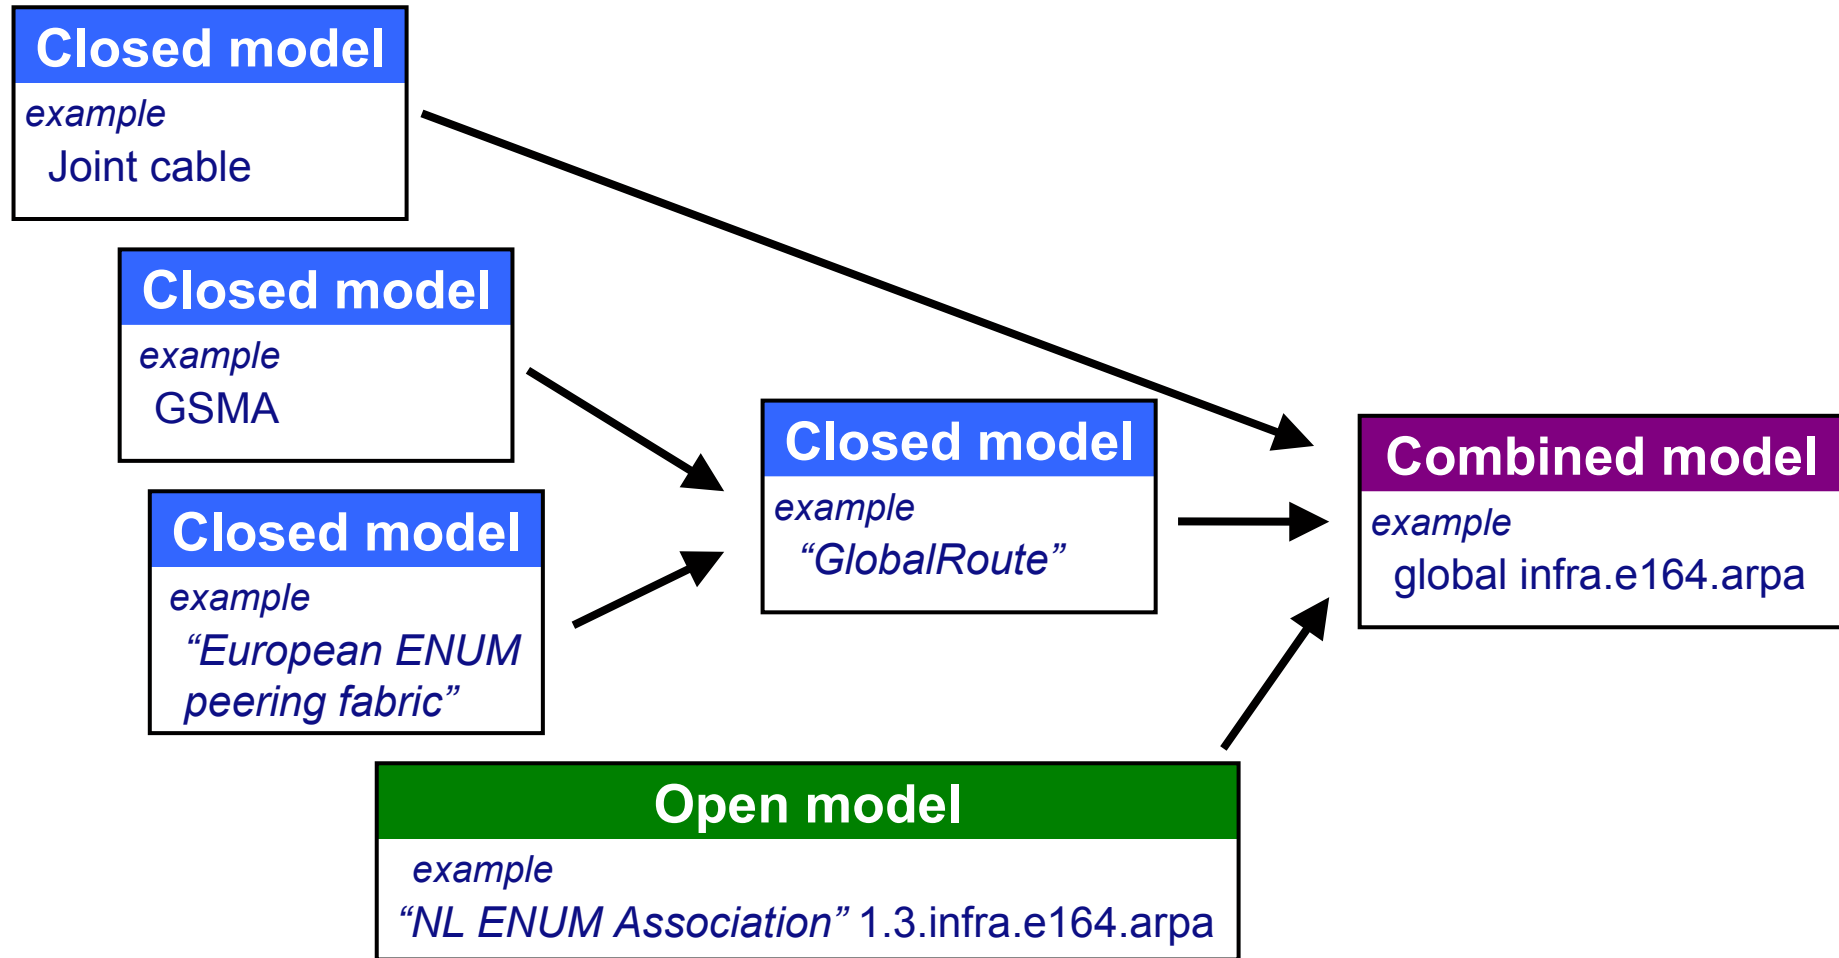 Closed model
example
Joint cable
Closed model
example
GSMA
Closed model
example
“European ENUM
peering fabric”
Closed model
example
“GlobalRoute”
Combined model
example
global infra.e164.arpa
Open model
example
“NL ENUM Association” 1.3.infra.e164.arpa